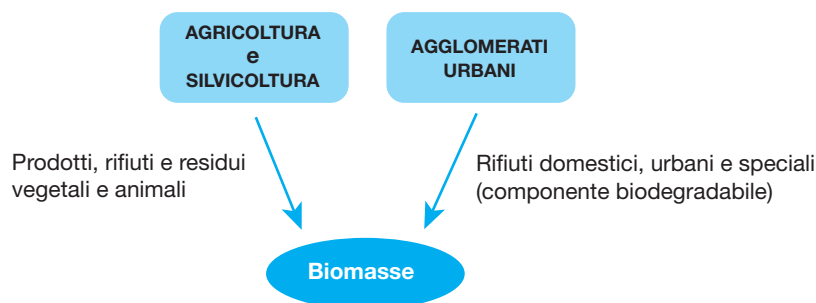 AGRICOLTURA
e
SILVICOLTURA
AGGLOMERATI
URBANI
Prodotti, rifiuti e residui
vegetali e animali
Rifiuti domestici, urbani e speciali
(componente biodegradabile)
Biomasse